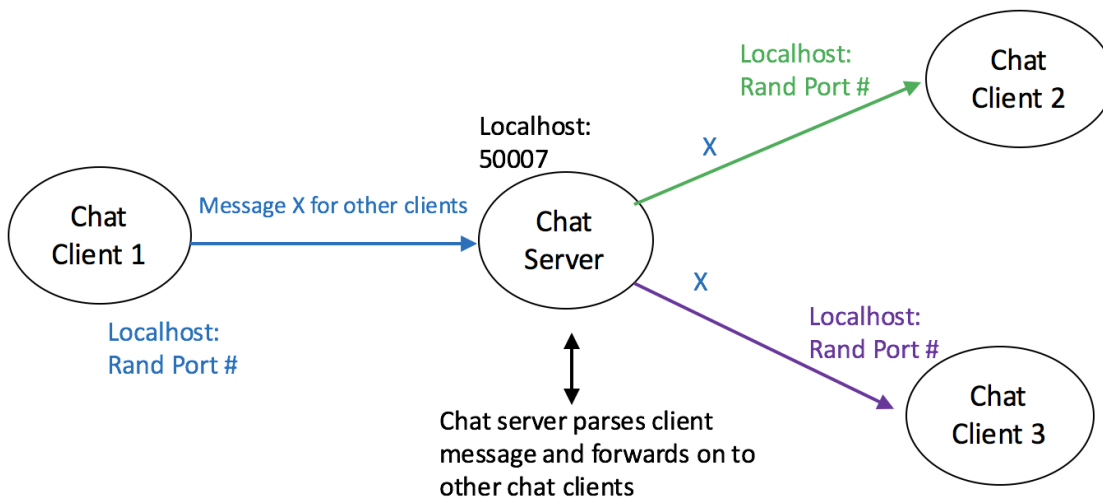 Chat
Client 1
Localhost:
Rand Port #
Message X for other clients
Localhost:
50007
Chat
Server
Chat server parses client
message and forwards on to
other chat clients
X
Localhost:
Rand Port #
Chat
Client 2
X
Localhost:
Rand Port #
Chat
Client 3